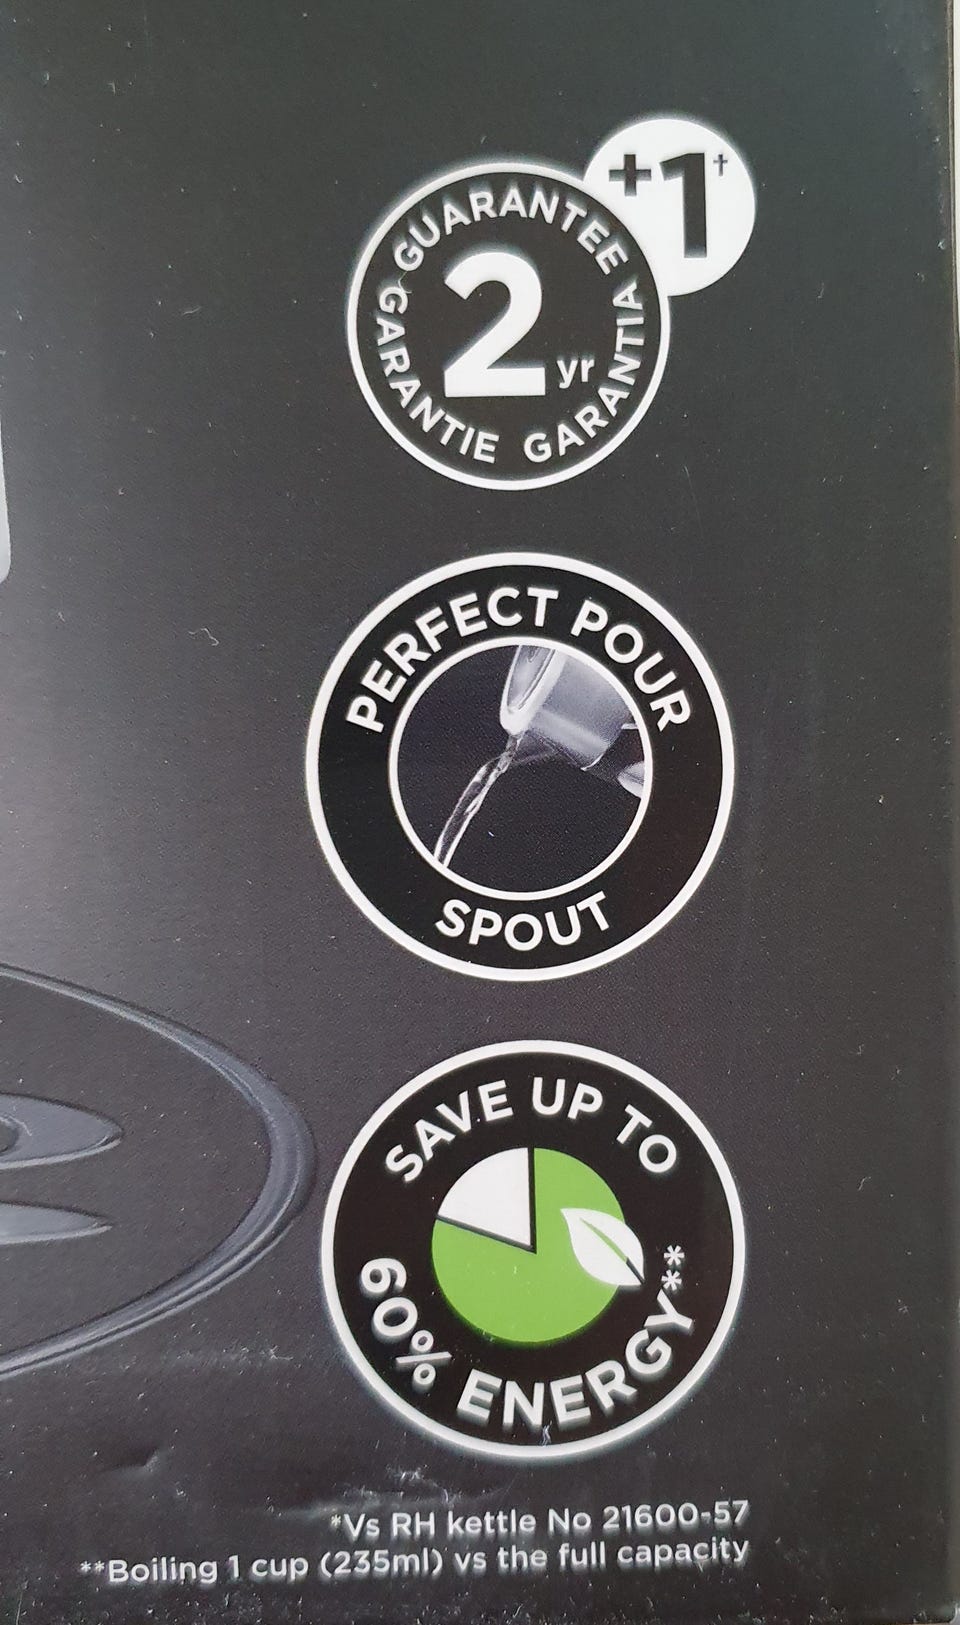 +1†
GUARANTEE
2 yr
GARANTIE GARANTIA
PERFECT POUR
SPOUT
SAVE UP TO
60% ENERGY**
*Vs RH kettle No 21600-57
**Boiling 1 cup (235ml) vs the full capacity